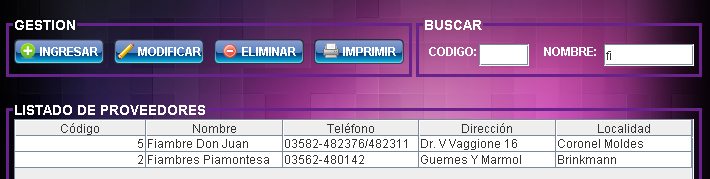 GESTION
INGRESAR MODIFICAR ELIMINAR IMPRIMIR
BUSCAR
CODIGO: NOMBRE: fi
LISTADO DE PROVEEDORES
Código Nombre Teléfono Dirección Localidad
5 Fiambre Don Juan 03582-482376/482311 Dr. V Vaggione 16 Coronel Moldes
2 Fiambres Piamontesa 03562-480142 Guemes Y Marmol Brinkmann